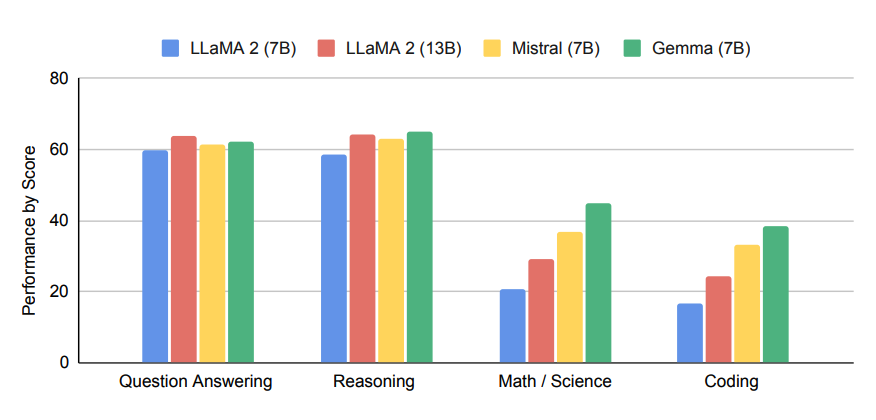 LLaMA 2 (7B) LLaMA 2 (13B) Mistral (7B) Gemma (7B)
Performance by Score
80
60
40
20
0
Question Answering Reasoning Math / Science Coding